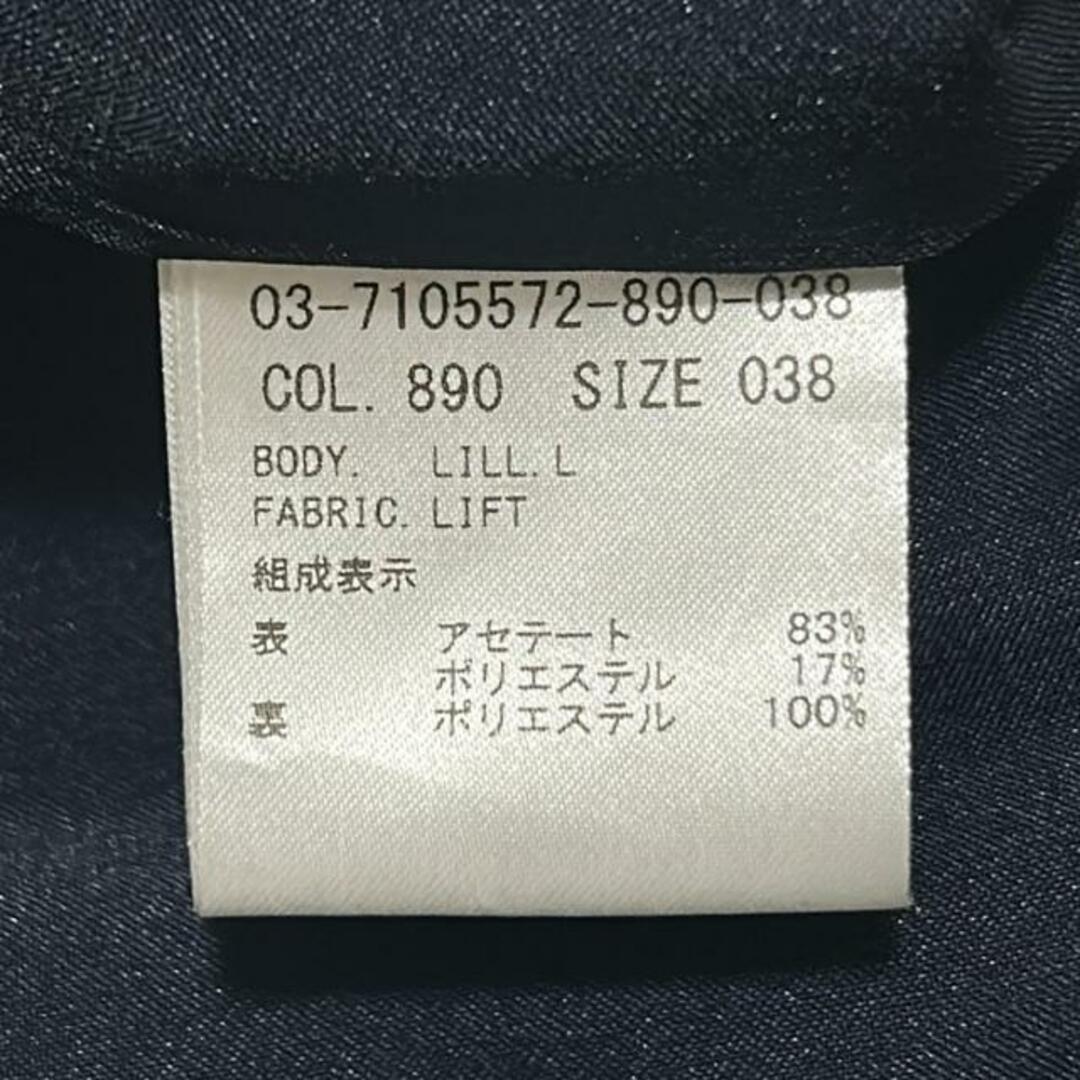 03-7105572-890-038
COL. 890 SIZE 038
BODY. LILL. L
FABRIC. LIFT
組成表示
表 アセテート 83%
ポリエステル 17%
裏 ポリエステル 100%